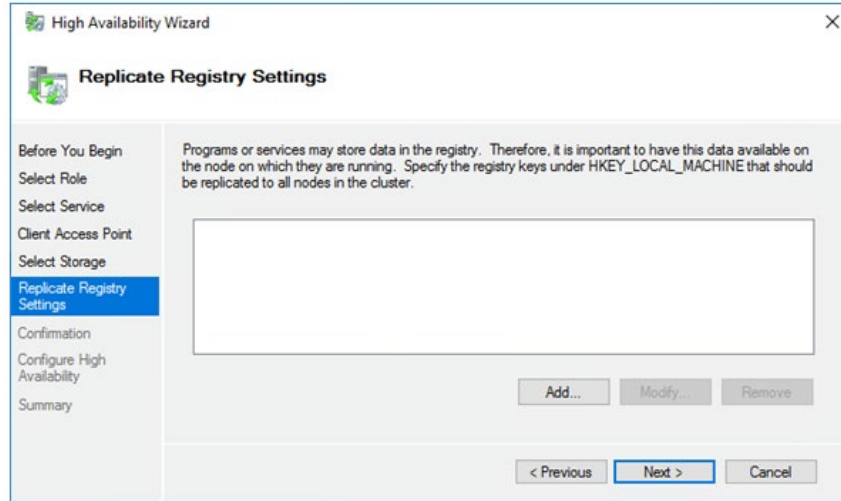 High Availability Wizard
Replicate Registry Settings
Before You Begin
Select Role
Select Service
Client Access Point
Select Storage
Replicate Registry
Settings
Confirmation
Configure High
Availability
Summary
Programs or services may store data in the registry. Therefore, it is important to have this data available on
the node on which they are running. Specify the registry keys under HKEY_LOCAL_MACHINE that should
be replicated to all nodes in the cluster.
Add...
Modify...
Remove
< Previous
Next >
Cancel